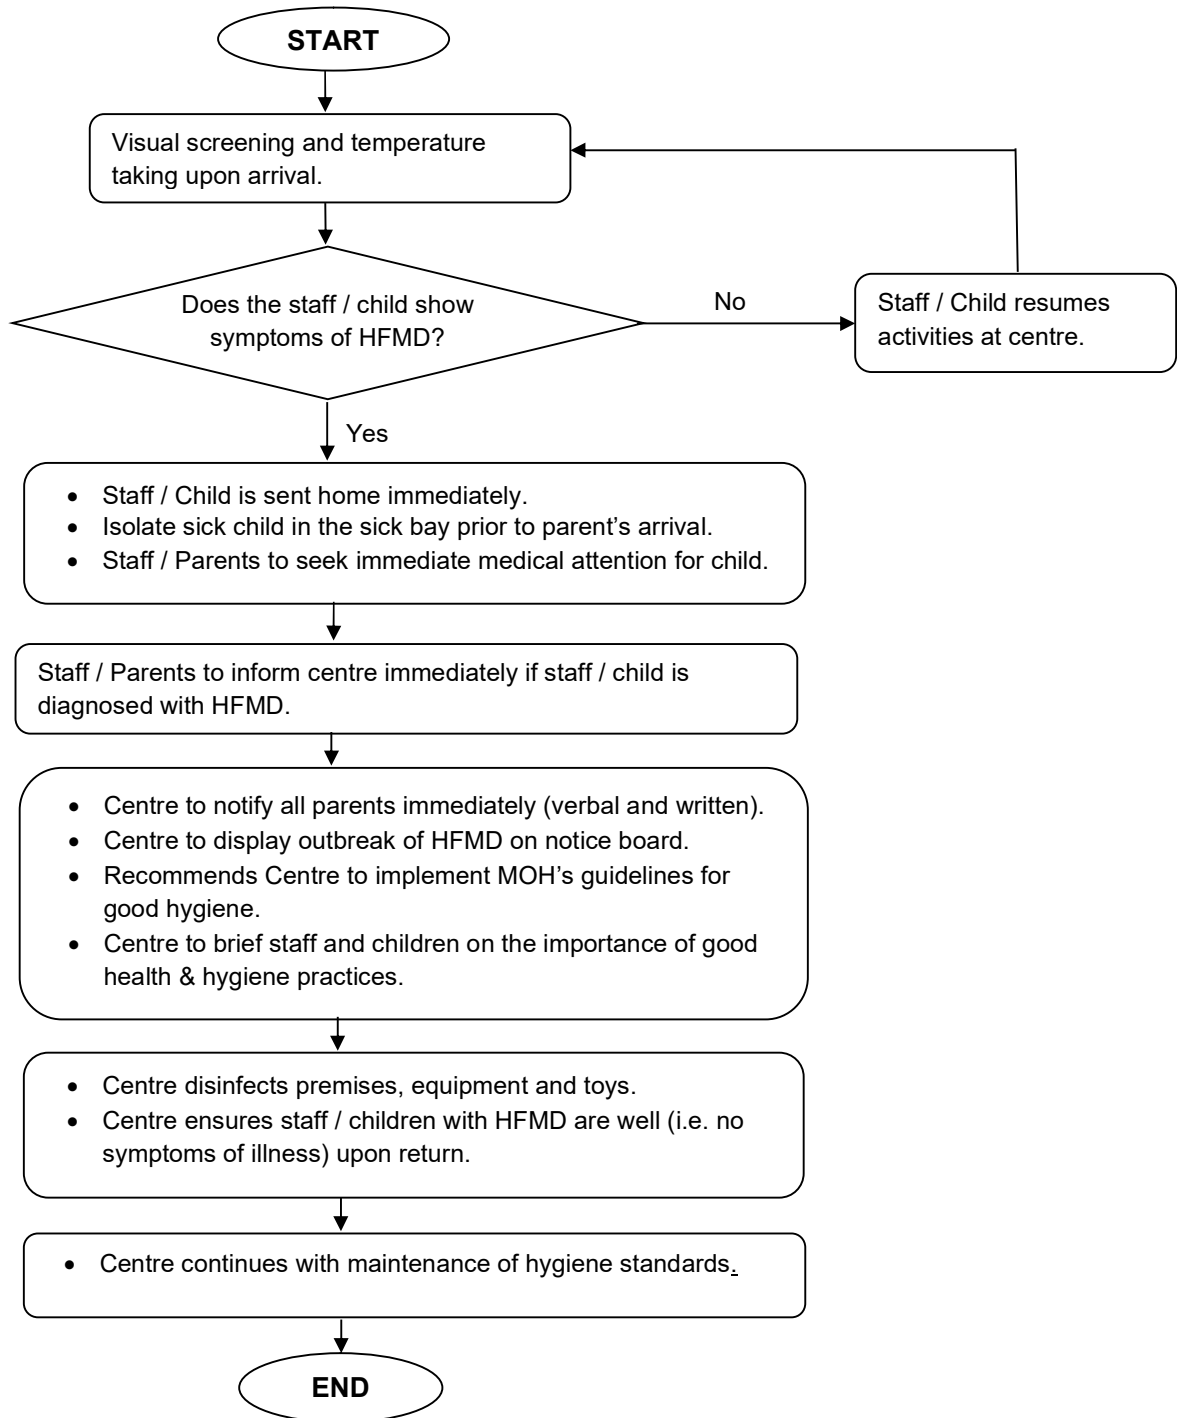 START
Visual screening and temperature
taking upon arrival.
Does the staff / child show
symptoms of HFMD?
No
Staff / Child resumes
activities at centre.
Yes
• Staff / Child is sent home immediately.
• Isolate sick child in the sick bay prior to parent's arrival.
• Staff / Parents to seek immediate medical attention for child.
Staff / Parents to inform centre immediately if staff / child is
diagnosed with HFMD.
• Centre to notify all parents immediately (verbal and written).
• Centre to display outbreak of HFMD on notice board.
• Recommends Centre to implement MOH's guidelines for
good hygiene.
• Centre to brief staff and children on the importance of good
health & hygiene practices.
• Centre disinfects premises, equipment and toys.
• Centre ensures staff / children with HFMD are well (i.e. no
symptoms of illness) upon return.
• Centre continues with maintenance of hygiene standards.
END